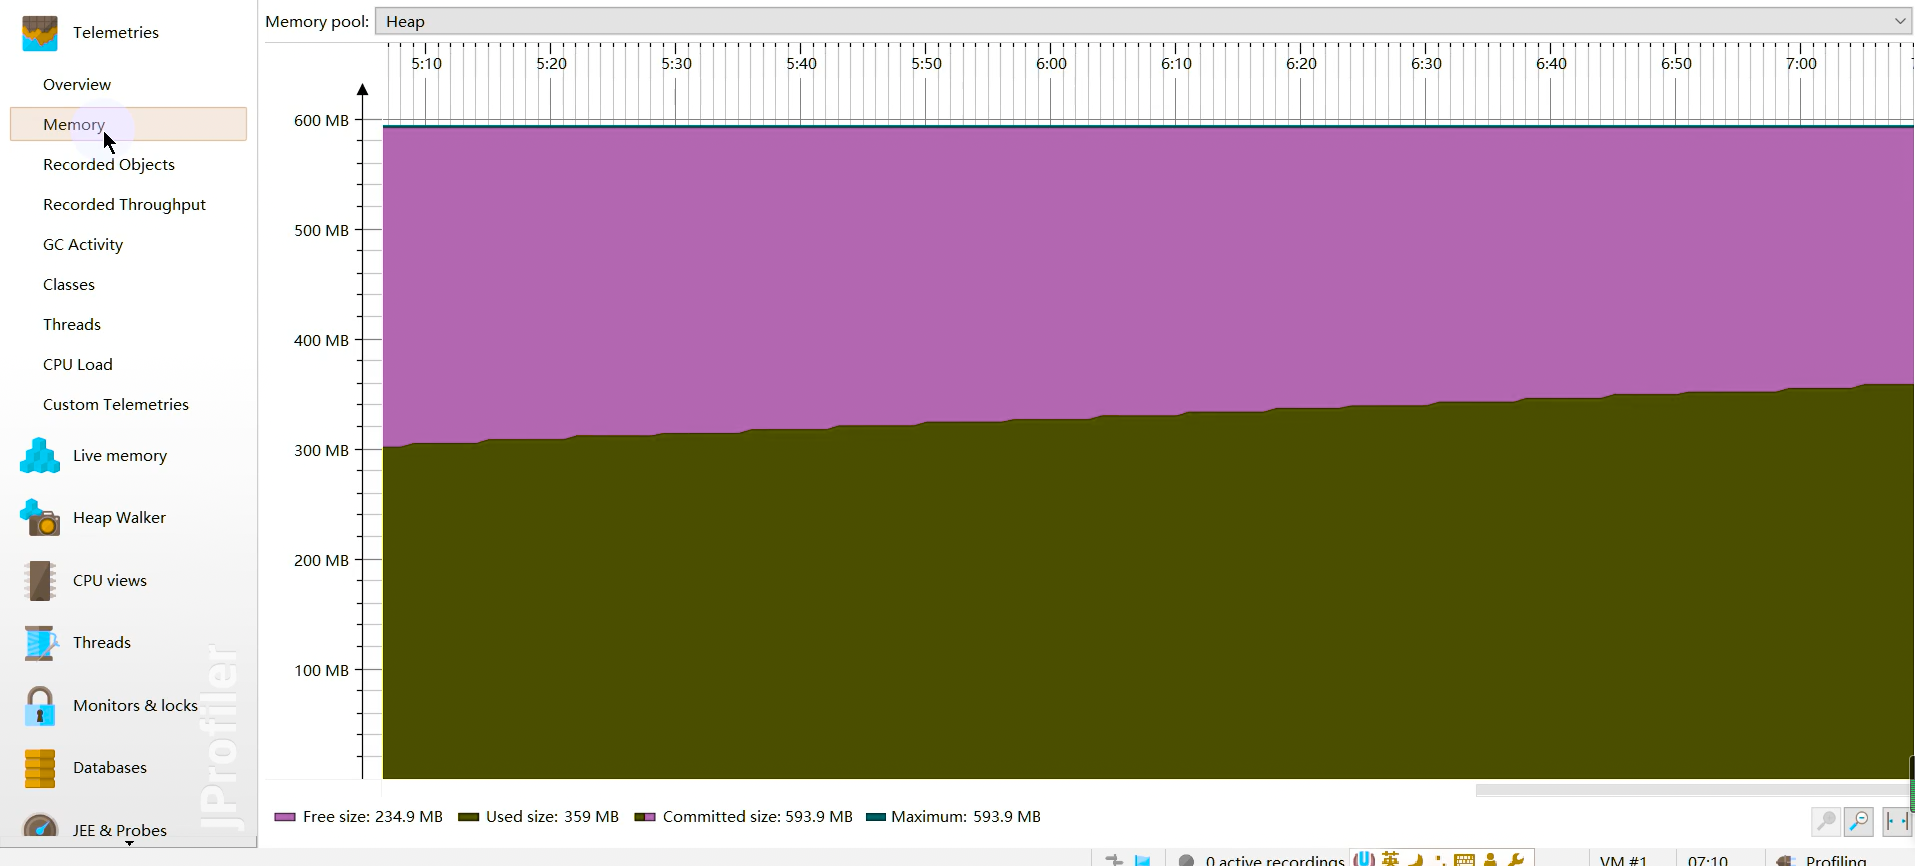 Telemetries
Overview
Memory
Recorded Objects
Recorded Throughput
GC Activity
Classes
Threads
CPU Load
Custom Telemetries
Live memory
Heap Walker
CPU views
Threads
Monitors & locks
Databases
JEE & Probes
JProfiler
Memory pool: Heap
5:10 5:20 5:30 5:40 5:50 6:00 6:10 6:20 6:30 6:40 6:50 7:00
600 MB
500 MB
400 MB
300 MB
200 MB
100 MB
Free size: 234.9 MB Used size: 359 MB Committed size: 593.9 MB Maximum: 593.9 MB
0 active recordings 英 VM #1 07:10 Profiling